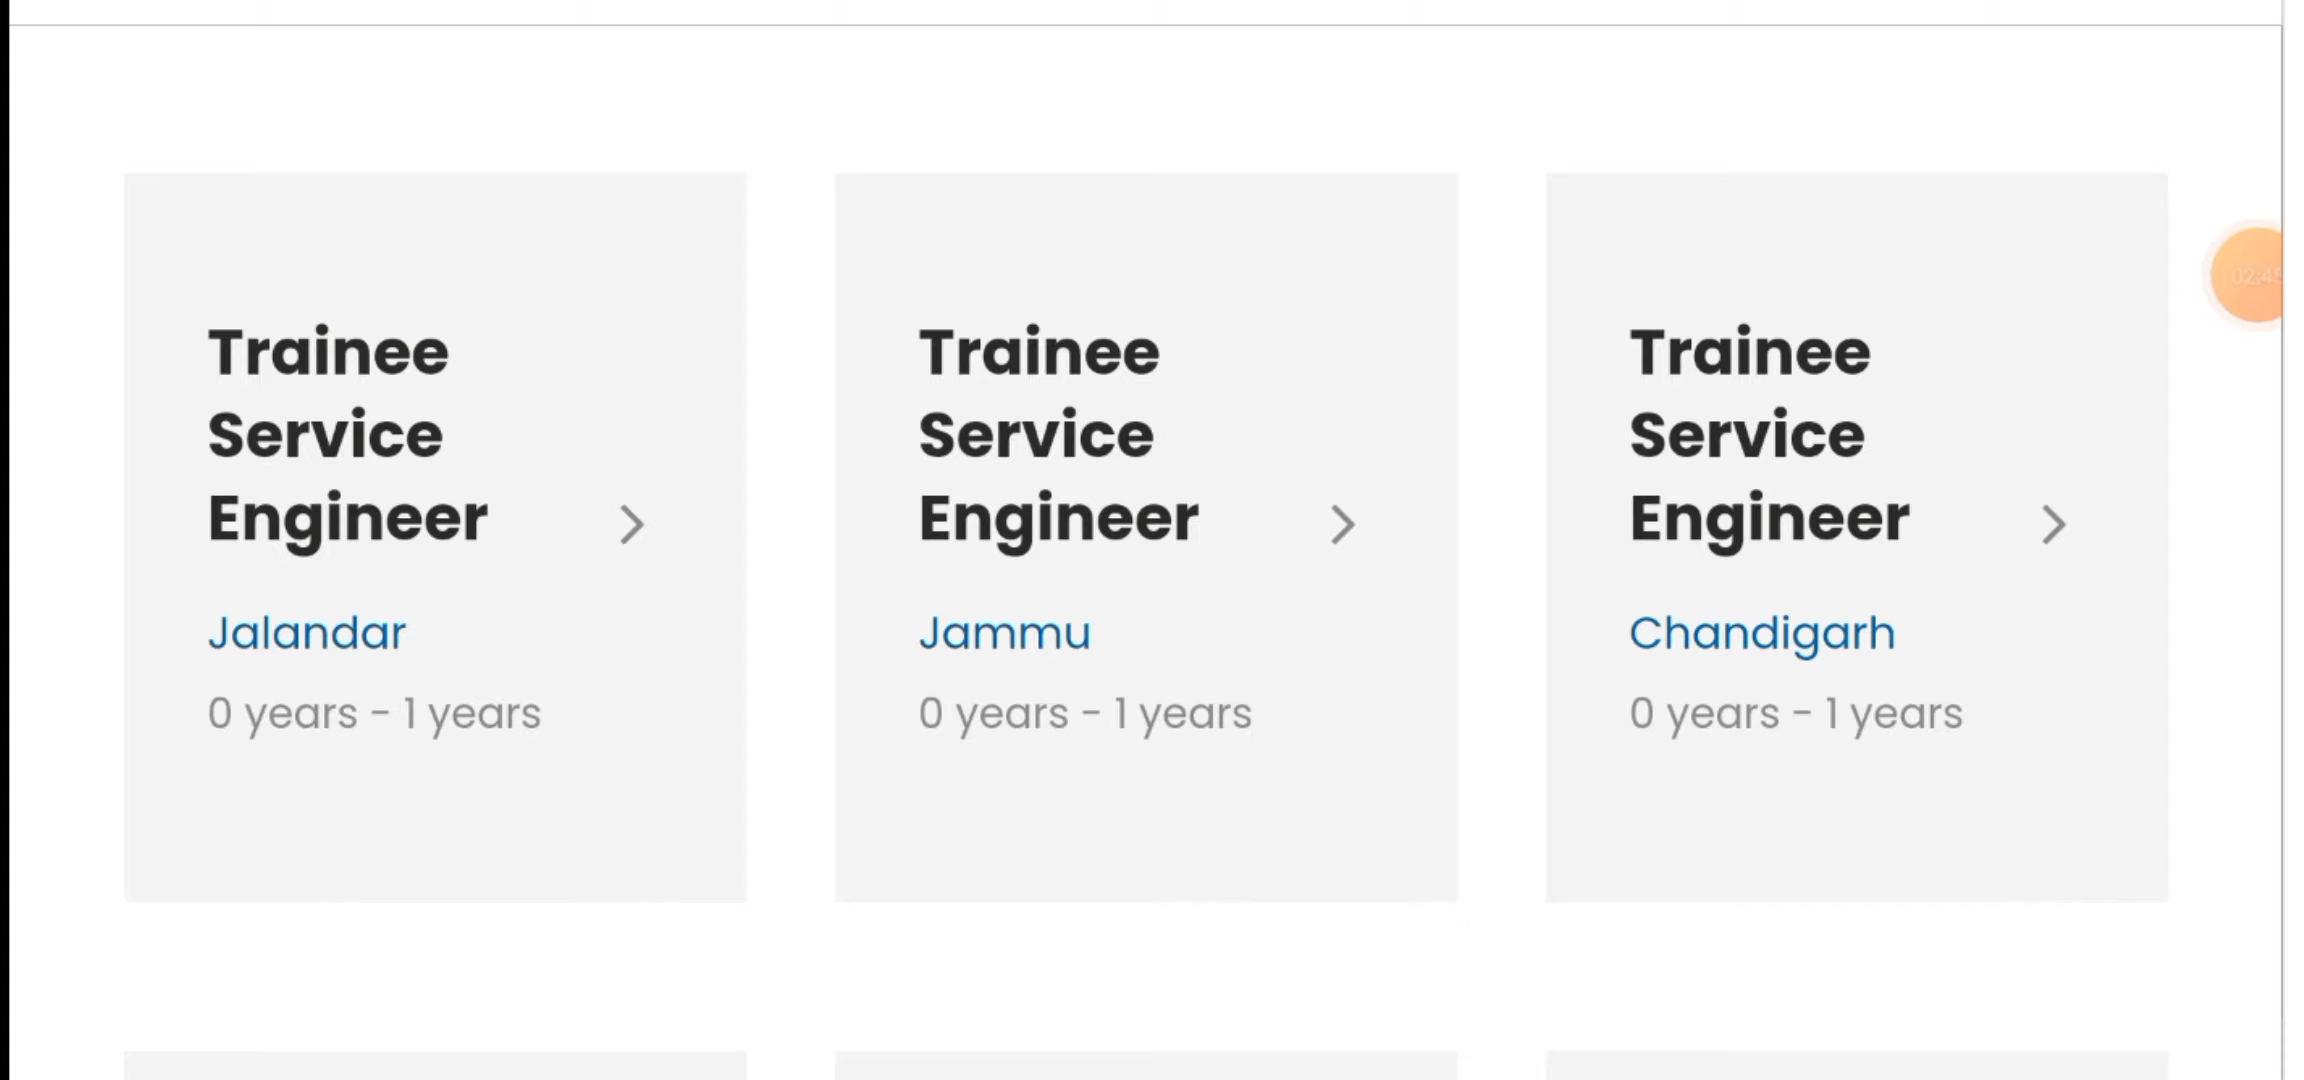 Trainee
Service
Engineer
Jalandar
0 years - 1 years
Trainee
Service
Engineer
Jammu
0 years - 1 years
Trainee
Service
Engineer
Chandigarh
0 years - 1 years